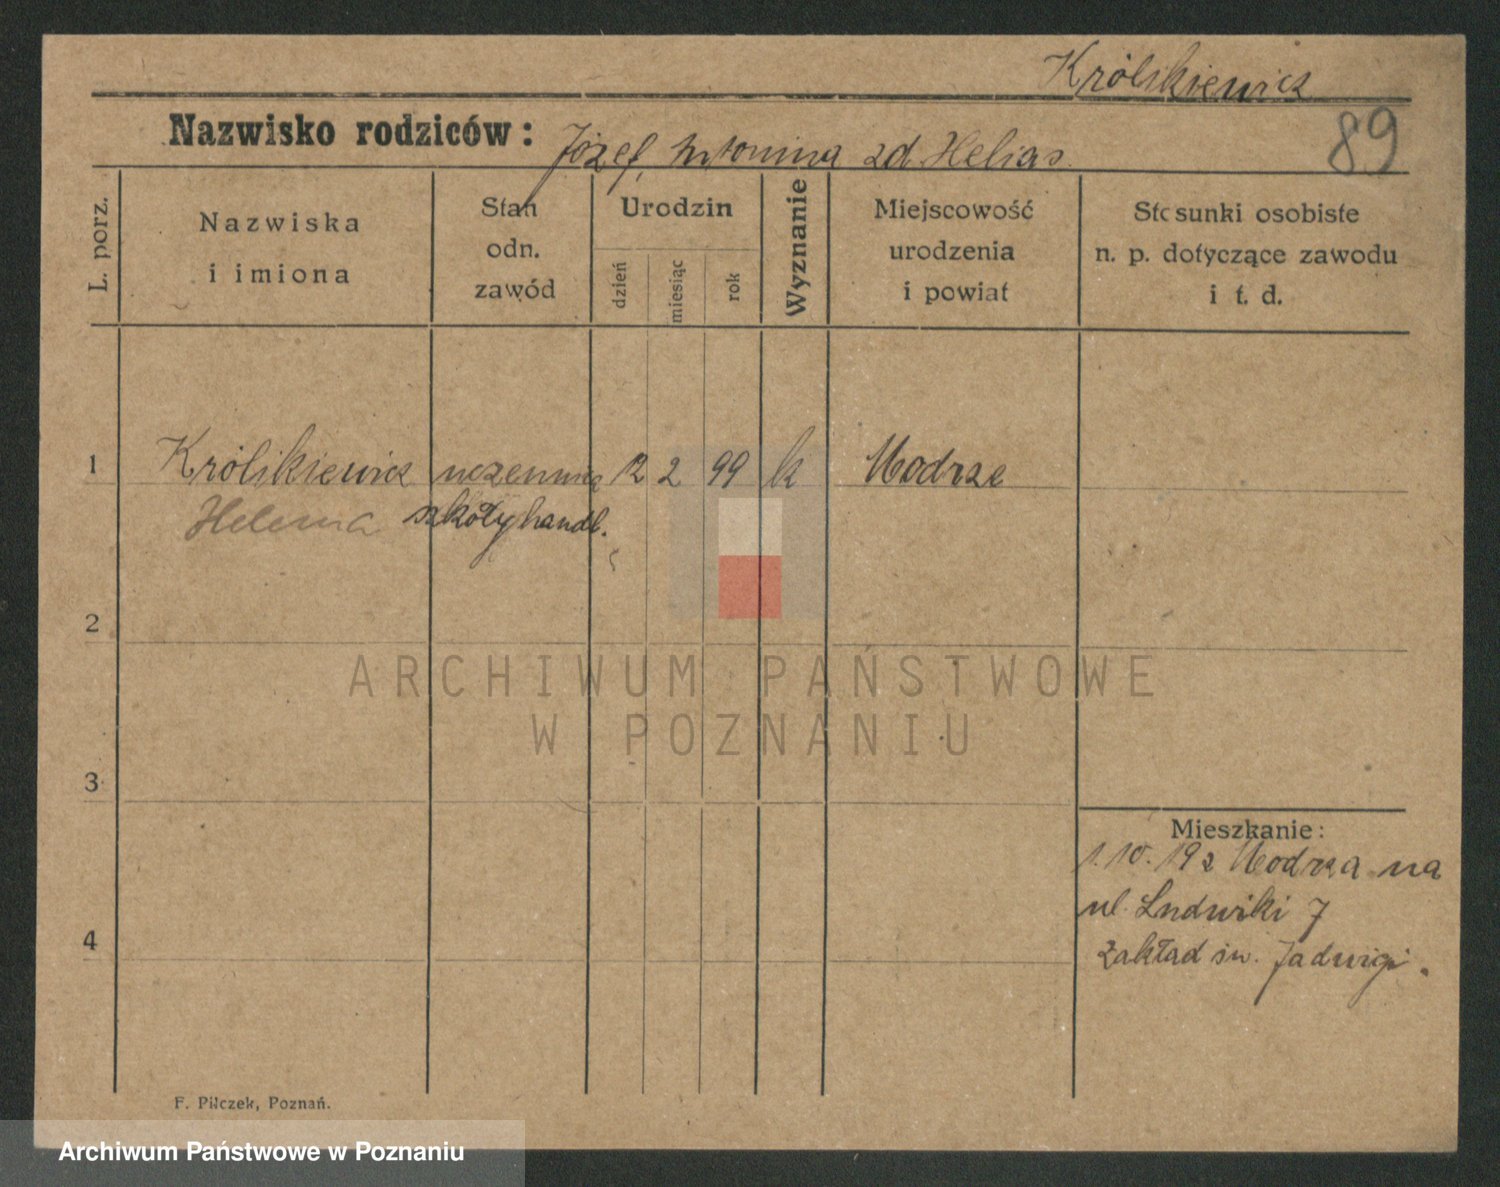 Królikiewicz
Nazwisko rodziców: Józef, Antonina zd. Helias.
89
L. porz.
Nazwiska
i imiona
Stan
odn.
zawód
Urodzin
dzień
miesiąc
rok
Wyznanie
Miejscowość
urodzenia
i powiat
Stosunki osobiste
n. p. dotyczące zawodu
i t. d.
1 Królikiewicz uczennica 12 2 99 k Modrze
Helena szkoły handl.
2
ARCHIWUM PAŃSTWOWE
W POZNANIU
3
Mieszkanie:
1.10.19 z Modrza na
ul. Ludwiki 7
Zakład św. Jadwigi.
4
F. Pilczek, Poznań.
Archiwum Państwowe w Poznaniu